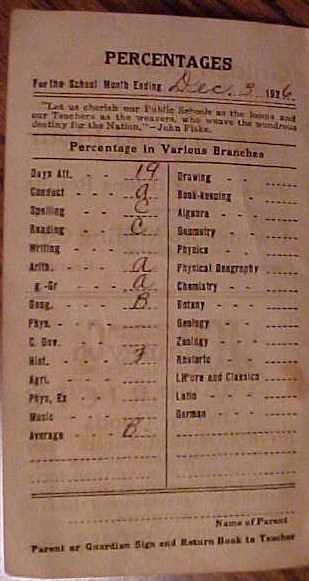 PERCENTAGES
For the School Month Ending Dec. 3 1926
"Let us cherish our Public Schools as the looms and
our Teachers as the weavers, who weave the wondrous
destiny for the Nation."—John Fiske.
Percentage in Various Branches
Days Att. - - - 19
Conduct - - a
Spelling - - C
Reading - - C
Writing - - -
Arith. - - - a
g.-Gr - - a
Geog. - - - B
Phys. - - -
C. Gov. - - -
Hist. - - -
Agri. - - -
Phys, Ex - -
Music - - -
Average - - - B
Drawing - - -
Book-keeping
Algebra - - -
Geometry - -
Physics - - -
Physical Geography
Chemistry - -
Botany - - -
Geology - - -
Zoology - - -
Rhetoric - -
Lit'ure and Classics
Latin - - -
German - - -
Name of Parent
Parent or Guardian Sign and Return Book to Teacher